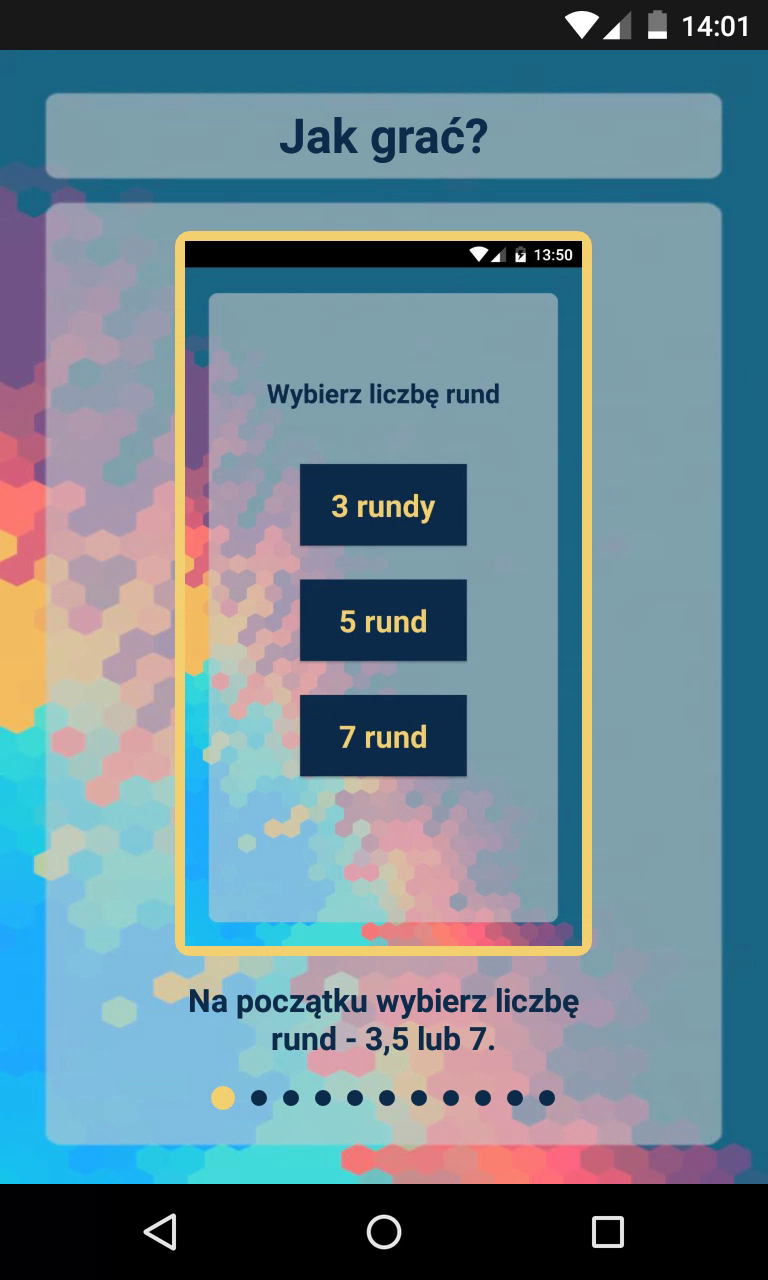 14:01
Jak grać?
13:50
Wybierz liczbę rund
3 rundy
5 rund
7 rund
Na początku wybierz liczbę
rund - 3,5 lub 7.